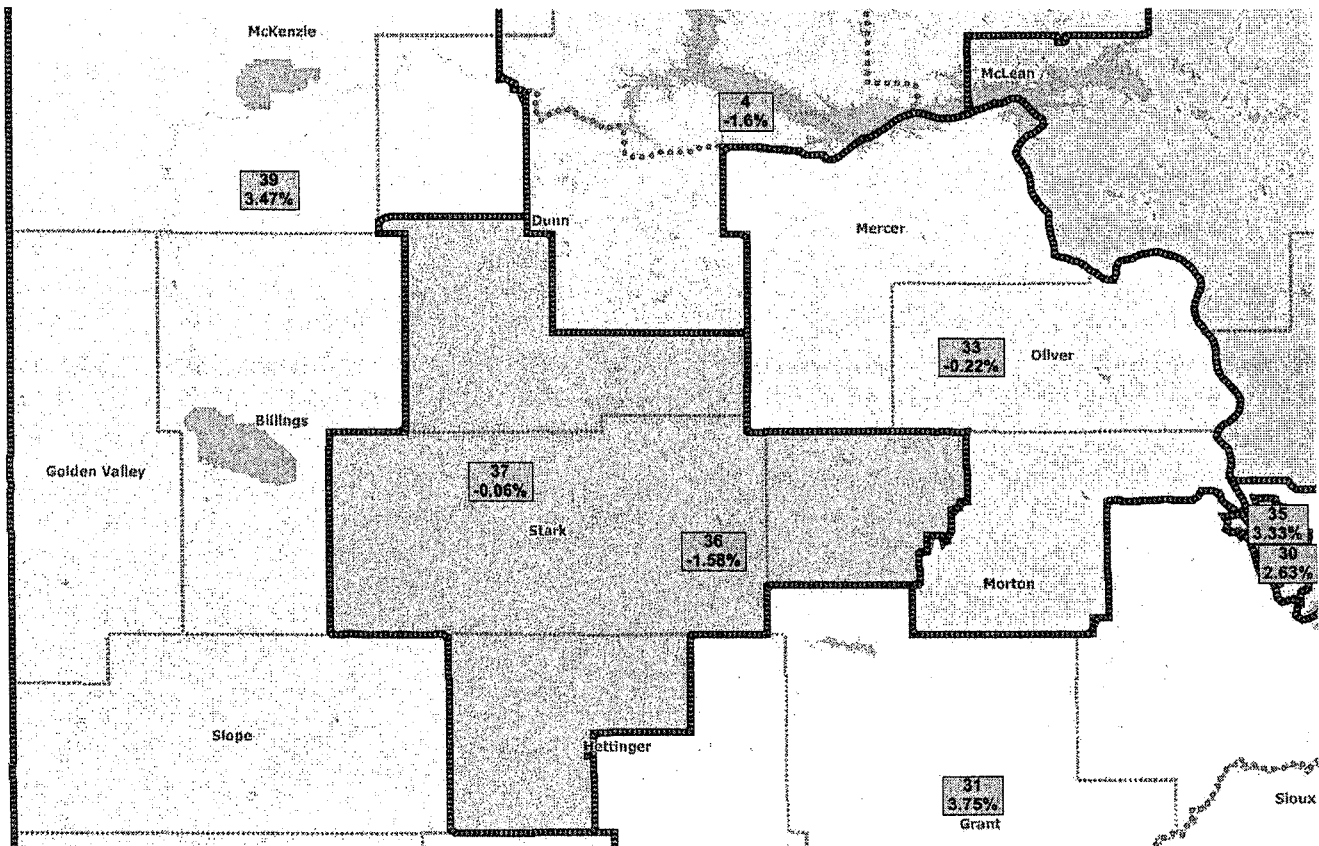 McKenzie
McLean
4
-1.6%
39
3.47%
Dunn
Mercer
33
-0.22%
Oliver
Billings
Golden Valley
37
-0.06%
Stark
36
-1.58%
35
3.33%
30
2.63%
Morton
Slope
Hettinger
31
3.75%
Grant
Sioux